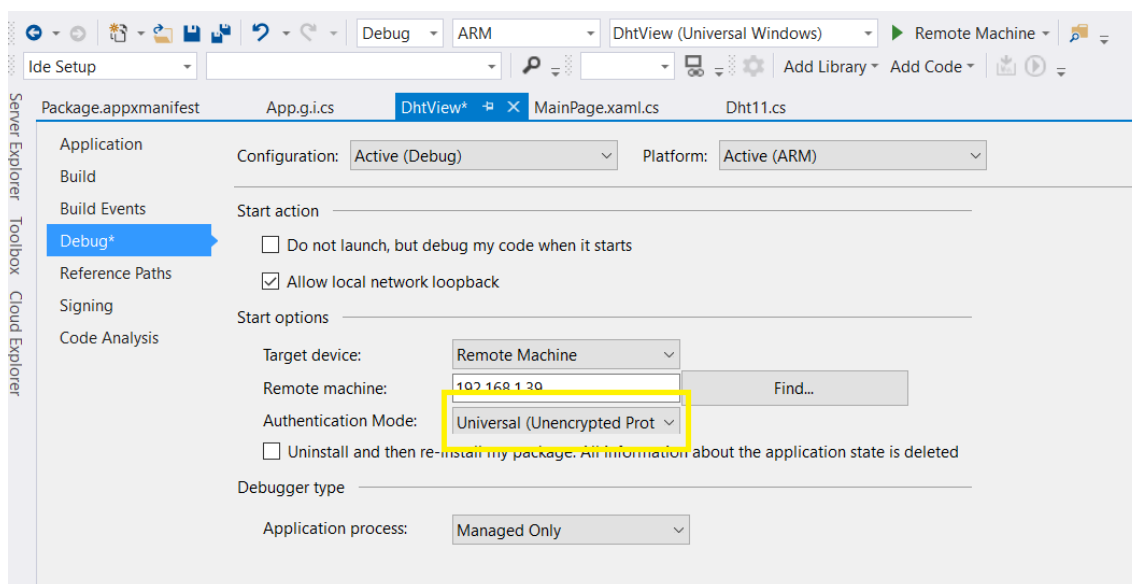 Debug ARM DhtView (Universal Windows) Remote Machine
Ide Setup Add Library Add Code
Package.appxmanifest App.g.i.cs DhtView* MainPage.xaml.cs Dht11.cs
Server Explorer
Toolbox
Cloud Explorer
Application
Build
Build Events
Debug*
Reference Paths
Signing
Code Analysis
Configuration: Active (Debug) Platform: Active (ARM)
Start action
Do not launch, but debug my code when it starts
Allow local network loopback
Start options
Target device: Remote Machine
Remote machine: 192.168.1.39 Find...
Authentication Mode: Universal (Unencrypted Prot
Uninstall and then re-install my package. All information about the application state is deleted
Debugger type
Application process: Managed Only